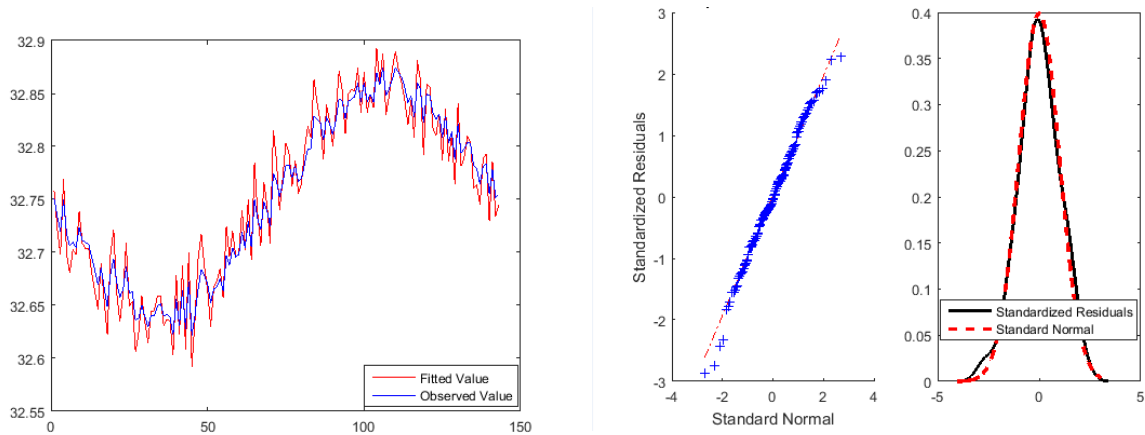 32.9
32.85
32.8
32.75
32.7
32.65
32.6
32.55
0 50 100 150
Fitted Value
Observed Value
3
2
1
0
-1
-2
-3
-4 -2 0 2 4
Standardized Residuals
Standard Normal
0.4
0.35
0.3
0.25
0.2
0.15
0.1
0.05
0
-5 0 5
Standardized Residuals
Standard Normal